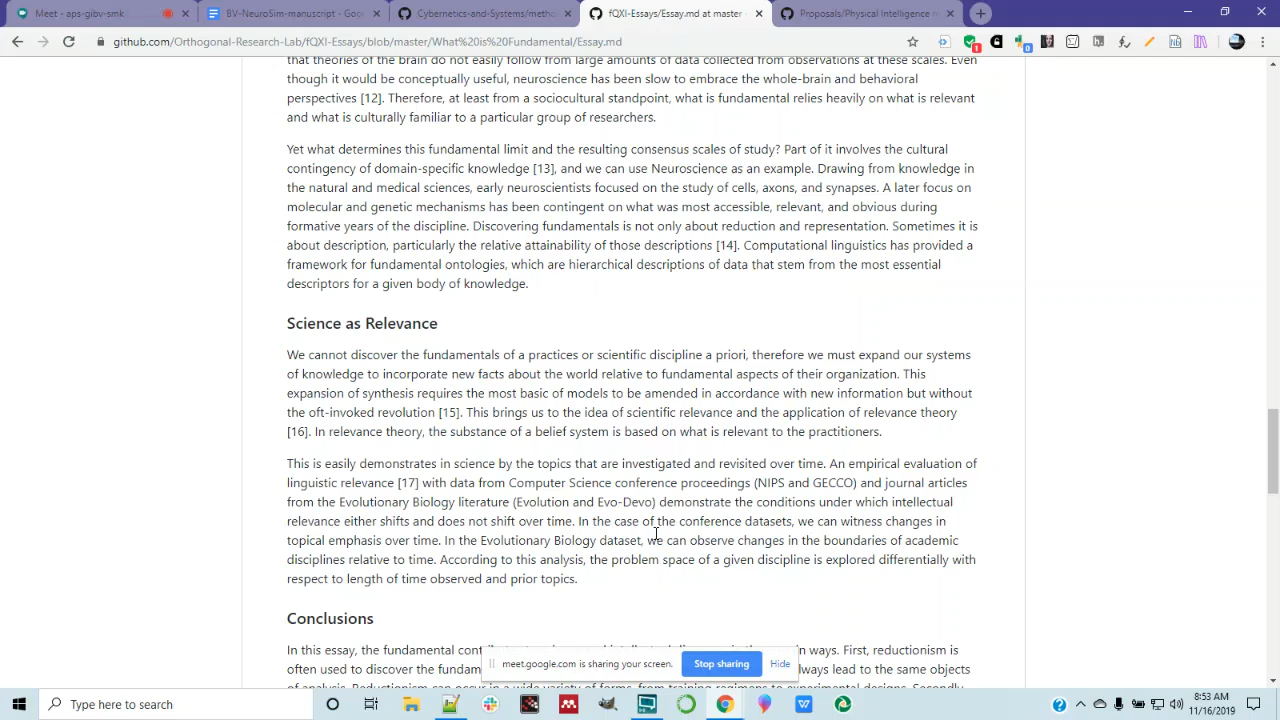 Meet - aps-gibv-smk
BV-NeuroSim-manuscript - Goo
Cybernetics-and-Systems/metho
fQXI-Essays/Essay.md at master
Proposals/Physical Intelligence m
github.com/Orthogonal-Research-Lab/fQXI-Essays/blob/master/What%20is%20Fundamental/Essay.md
that theories of the brain do not easily follow from large amounts of data collected from observations at these scales. Even
though it would be conceptually useful, neuroscience has been slow to embrace the whole-brain and behavioral
perspectives [12]. Therefore, at least from a sociocultural standpoint, what is fundamental relies heavily on what is relevant
and what is culturally familiar to a particular group of researchers.
Yet what determines this fundamental limit and the resulting consensus scales of study? Part of it involves the cultural
contingency of domain-specific knowledge [13], and we can use Neuroscience as an example. Drawing from knowledge in
the natural and medical sciences, early neuroscientists focused on the study of cells, axons, and synapses. A later focus on
molecular and genetic mechanisms has been contingent on what was most accessible, relevant, and obvious during
formative years of the discipline. Discovering fundamentals is not only about reduction and representation. Sometimes it is
about description, particularly the relative attainability of those descriptions [14]. Computational linguistics has provided a
framework for fundamental ontologies, which are hierarchical descriptions of data that stem from the most essential
descriptors for a given body of knowledge.
Science as Relevance
We cannot discover the fundamentals of a practices or scientific discipline a priori, therefore we must expand our systems
of knowledge to incorporate new facts about the world relative to fundamental aspects of their organization. This
expansion of synthesis requires the most basic of models to be amended in accordance with new information but without
the oft-invoked revolution [15]. This brings us to the idea of scientific relevance and the application of relevance theory
[16]. In relevance theory, the substance of a belief system is based on what is relevant to the practitioners.
This is easily demonstrates in science by the topics that are investigated and revisited over time. An empirical evaluation of
linguistic relevance [17] with data from Computer Science conference proceedings (NIPS and GECCO) and journal articles
from the Evolutionary Biology literature (Evolution and Evo-Devo) demonstrate the conditions under which intellectual
relevance either shifts and does not shift over time. In the case of the conference datasets, we can witness changes in
topical emphasis over time. In the Evolutionary Biology dataset, we can observe changes in the boundaries of academic
disciplines relative to time. According to this analysis, the problem space of a given discipline is explored differentially with
respect to length of time observed and prior topics.
Conclusions
In this essay, the fundamental n ways. First, reductionism is
often used to discover the lways lead to the same objects
meet.google.com is sharing your screen. Stop sharing Hide
Type here to search
8:53 AM
11/16/2019